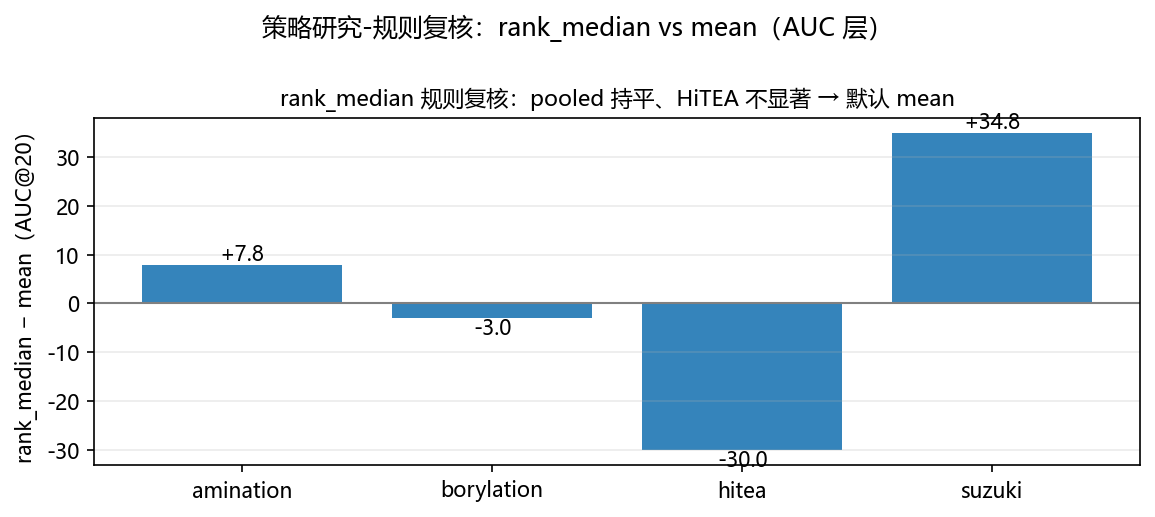 策略研究-规则复核：rank_median vs mean（AUC 层）
rank_median 规则复核：pooled 持平、HiTEA 不显著 → 默认 mean
rank_median − mean（AUC@20）
30
20
10
0
-10
-20
-30
+7.8
-3.0
-30.0
+34.8
amination
borylation
hitea
suzuki